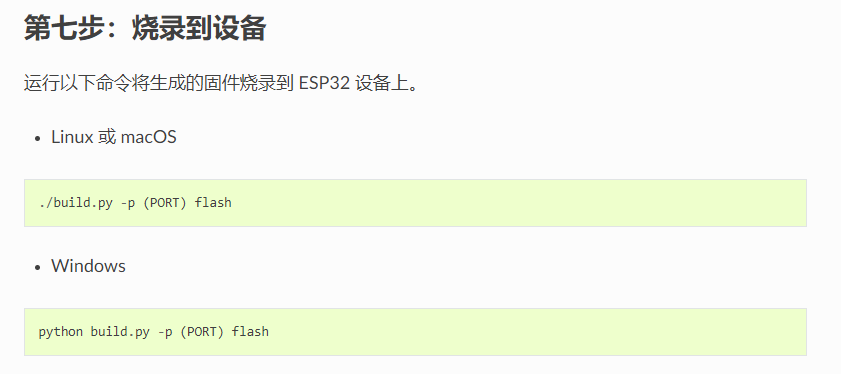 第七步：烧录到设备
运行以下命令将生成的固件烧录到 ESP32 设备上。
• Linux 或 macOS
./build.py -p (PORT) flash
• Windows
python build.py -p (PORT) flash